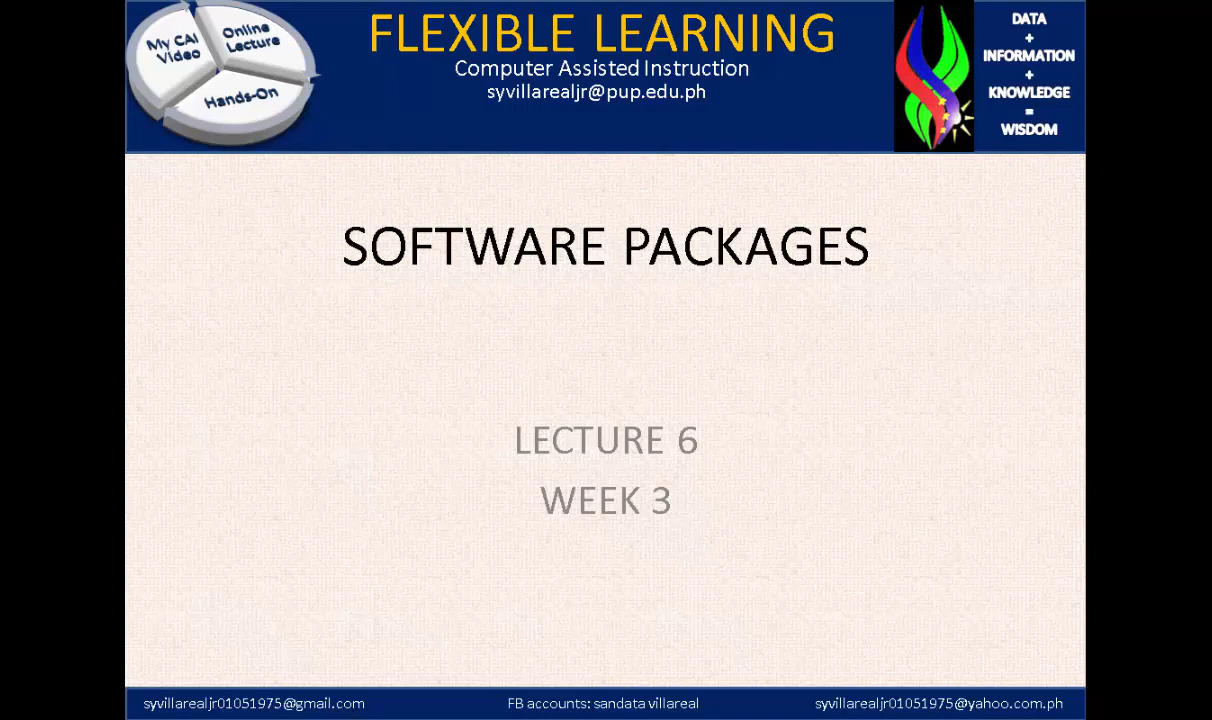 My CAI
Video
Online
Lecture
Hands-On
FLEXIBLE LEARNING
Computer Assisted Instruction
syvillarealjr@pup.edu.ph
DATA
+
INFORMATION
+
KNOWLEDGE
=
WISDOM
SOFTWARE PACKAGES
LECTURE 6
WEEK 3
syvillarealjr01051975@gmail.com
FB accounts: sandata villareal
syvillarealjr01051975@yahoo.com.ph